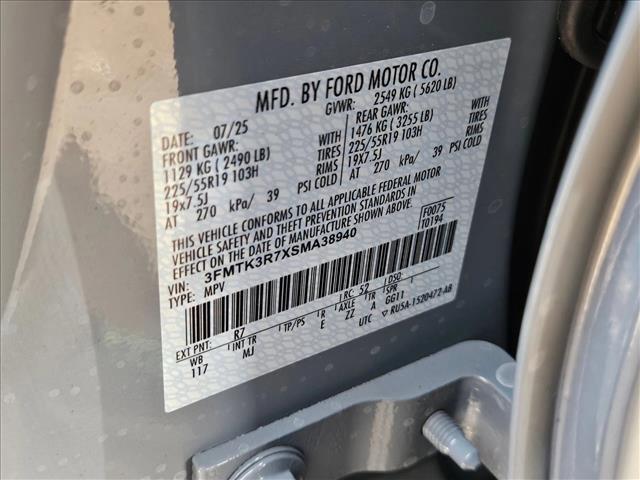 MFD. BY FORD MOTOR CO.
DATE: 07/25 GVWR: 2549 KG ( 5620 LB)
FRONT GAWR: REAR GAWR:
1129 KG ( 2490 LB) WITH 1476 KG ( 3255 LB) WITH
225/55R19 103H TIRES 225/55R19 103H TIRES
19x7.5J RIMS 19X7.5J RIMS
AT 270 kPa/ 39 PSI COLD AT 270 kPa/ 39 PSI COLD
THIS VEHICLE CONFORMS TO ALL APPLICABLE FEDERAL MOTOR
VEHICLE SAFETY AND THEFT PREVENTION STANDARDS IN
EFFECT ON THE DATE OF MANUFACTURE SHOWN ABOVE.
VIN: 3FMTK3R7XSMA38940 F0075
TYPE: MPV T0194
EXT PNT: R7 RC: 52 DSO:
WB INT TR TP/PS R AXLE TR SPR
117 MJ E ZZ A GG11
UTC ▽ RU5A-1520472-AB